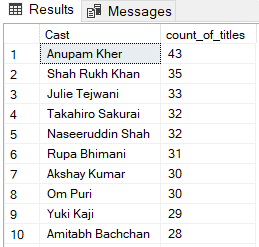 Results Messages
Cast count_of_titles
1 Anupam Kher 43
2 Shah Rukh Khan 35
3 Julie Tejwani 33
4 Takahiro Sakurai 32
5 Naseeruddin Shah 32
6 Rupa Bhimani 31
7 Akshay Kumar 30
8 Om Puri 30
9 Yuki Kaji 29
10 Amitabh Bachchan 28